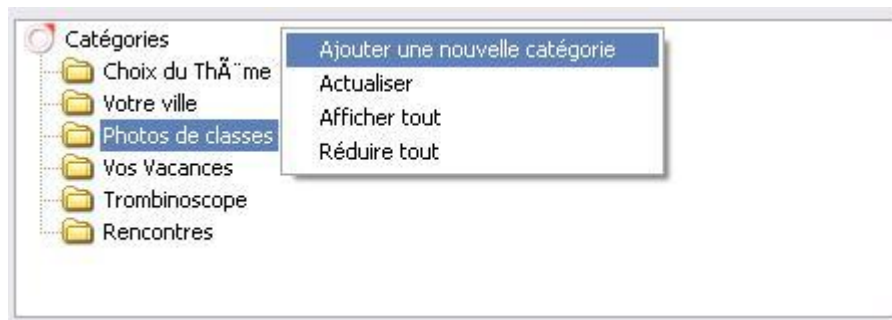 Catégories
Choix du ThÃ¨me
Votre ville
Photos de classes
Vos Vacances
Trombinoscope
Rencontres
Ajouter une nouvelle catégorie
Actualiser
Afficher tout
Réduire tout